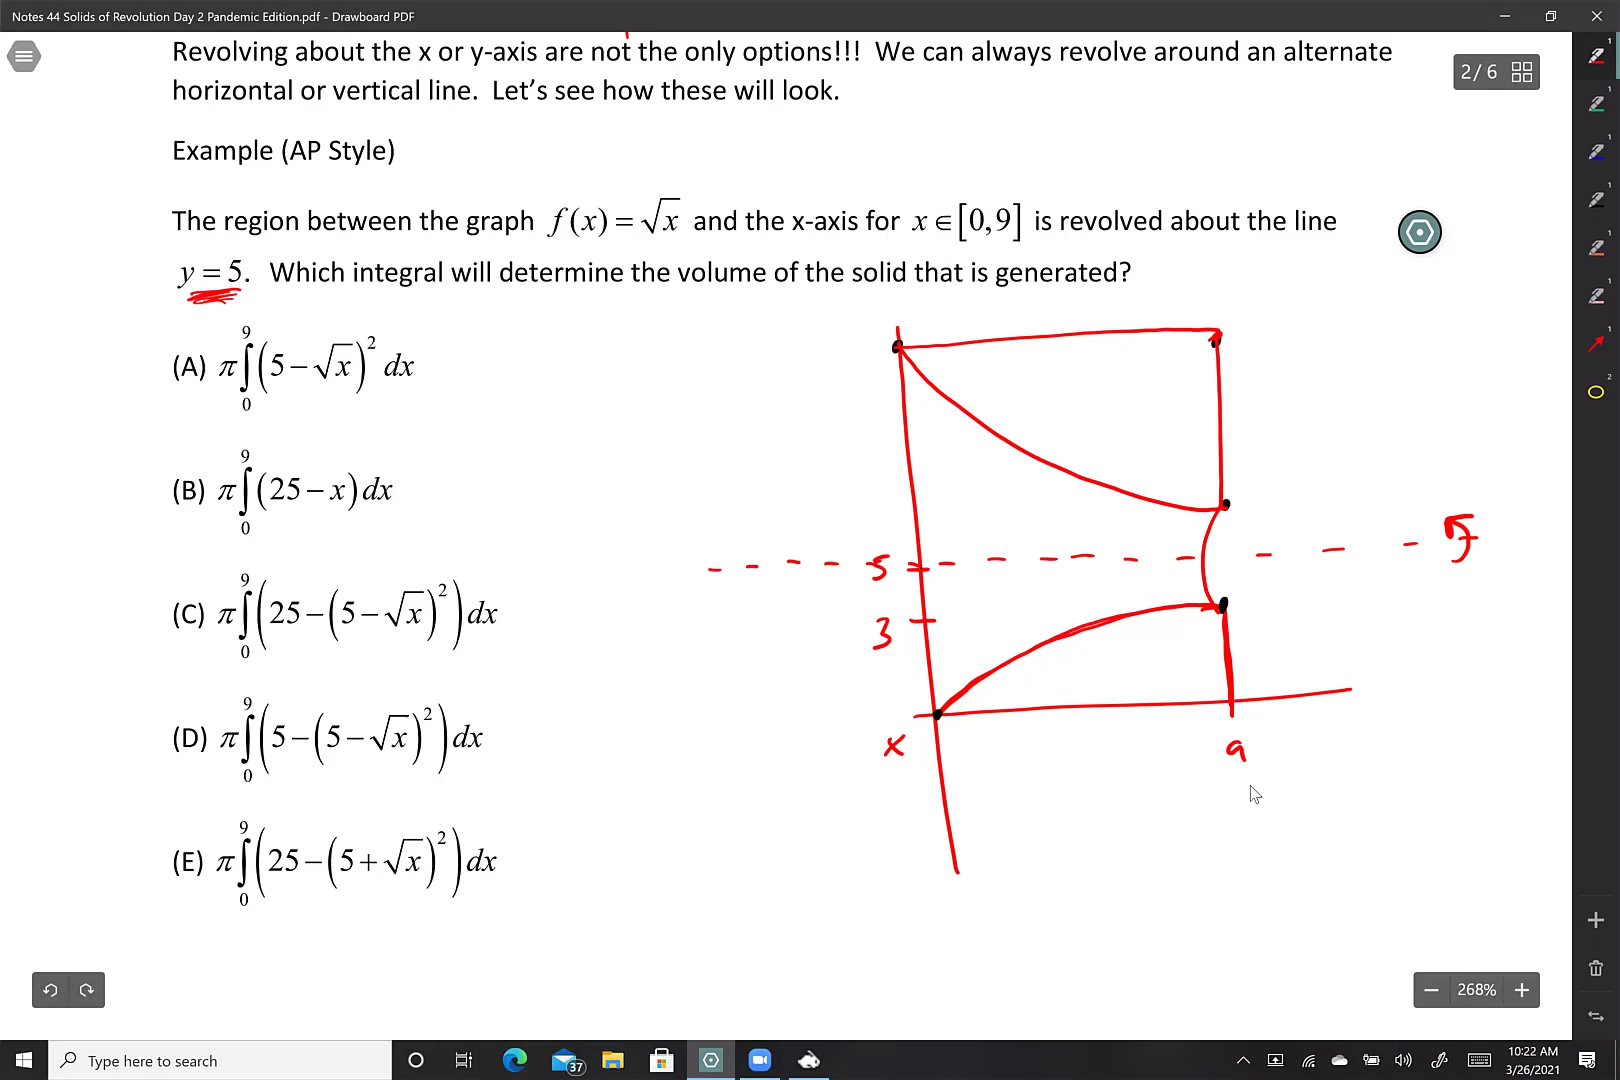 Notes 44 Solids of Revolution Day 2 Pandemic Edition.pdf - Drawboard PDF
Revolving about the x or y-axis are not the only options!!! We can always revolve around an alternate
horizontal or vertical line. Let's see how these will look.
2/ 6
Example (AP Style)
The region between the graph f(x) = √x and the x-axis for x ∈ [0,9] is revolved about the line
y = 5. Which integral will determine the volume of the solid that is generated?
(A) π∫₀⁹(5 − √x)² dx
(B) π∫₀⁹(25 − x)dx
(C) π∫₀⁹(25 − (5 − √x)²)dx
(D) π∫₀⁹(5 − (5 − √x)²)dx
(E) π∫₀⁹(25 − (5 + √x)²)dx
5
3
x
9
268%
Type here to search
37
10:22 AM
3/26/2021